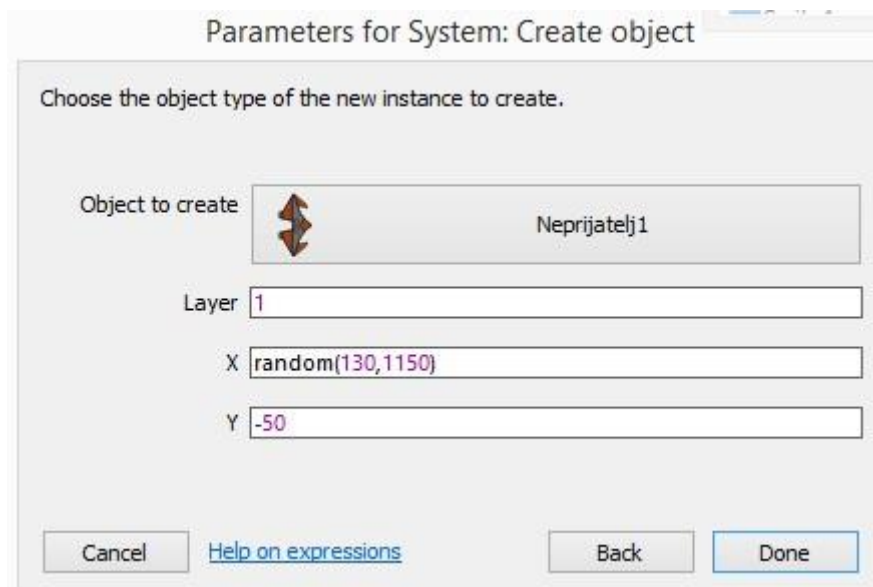 Parameters for System: Create object
Choose the object type of the new instance to create.
Object to create
Neprijatelj1
Layer 1
X random(130,1150)
Y -50
Cancel Help on expressions Back Done